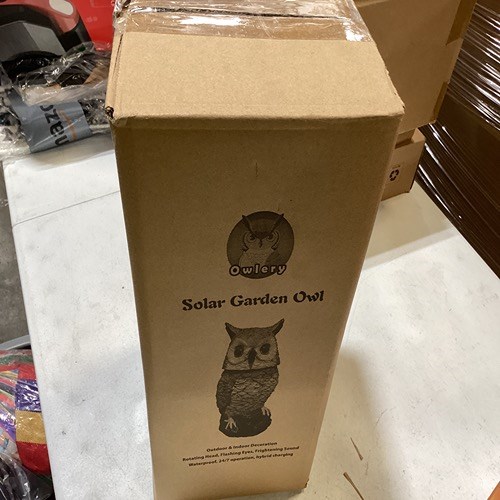 Owlery
Solar Garden Owl
Outdoor & Indoor Decoration
Rotating Head, Flashing Eyes, Frightening Sound
Waterproof, 24/7 operation, hybrid charging